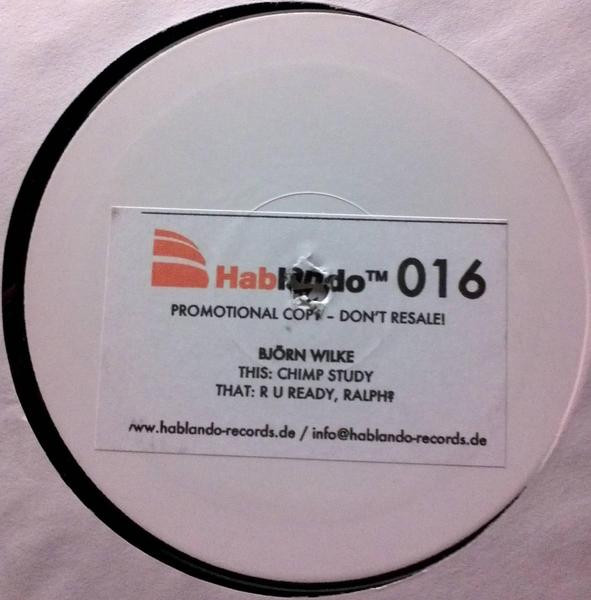 Hablando™ 016
PROMOTIONAL COPY – DON'T RESALE!
BJÖRN WILKE
THIS: CHIMP STUDY
THAT: R U READY, RALPH?
/ww.hablando-records.de / info@hablando-records.de